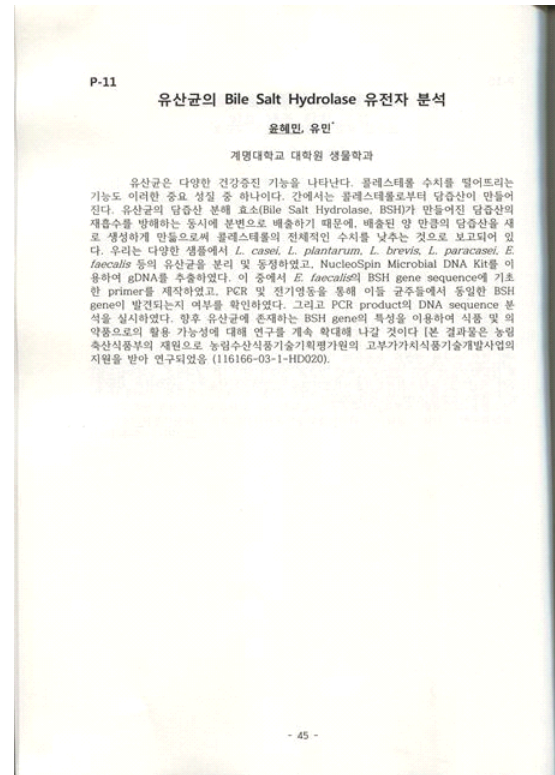 P-11
유산균의 Bile Salt Hydrolase 유전자 분석
윤혜민, 유민*
계명대학교 대학원 생물학과
유산균은 다양한 건강증진 기능을 나타난다. 콜레스테롤 수치를 떨어뜨리는
기능도 이러한 중요 성질 중 하나이다. 간에서는 콜레스테롤로부터 담즙산이 만들어
진다. 유산균의 담즙산 분해 효소(Bile Salt Hydrolase, BSH)가 만들어진 담즙산의
재흡수를 방해하는 동시에 분변으로 배출하기 때문에, 배출된 양 만큼의 담즙산을 새
로 생성하게 만듦으로써 콜레스테롤의 전체적인 수치를 낮추는 것으로 보고되어 있
다. 우리는 다양한 샘플에서 L. casei, L. piantarum, L. brevis, L. paracasei, E.
faecalis 등의 유산균을 분리 및 동정하였고, NucleoSpin Microbial DNA Kit를 이
용하여 gDNA를 추출하였다. 이 중에서 E. faecalis의 BSH gene sequence에 기초
한 primer를 제작하였고, PCR 및 전기영동을 통해 이들 균주들에서 동일한 BSH
gene이 발견되는지 여부를 확인하였다. 그리고 PCR product의 DNA sequence 분
석을 실시하였다. 향후 유산균에 존재하는 BSH gene의 특성을 이용하여 식품 및 의
약품으로의 활용 가능성에 대해 연구를 계속 확대해 나갈 것이다 [본 결과물은 농림
축산식품부의 재원으로 농림수산식품기술기획평가원의 고부가가치식품기술개발사업의
지원을 받아 연구되었음 (116166-03-1-HD020).
- 45 -